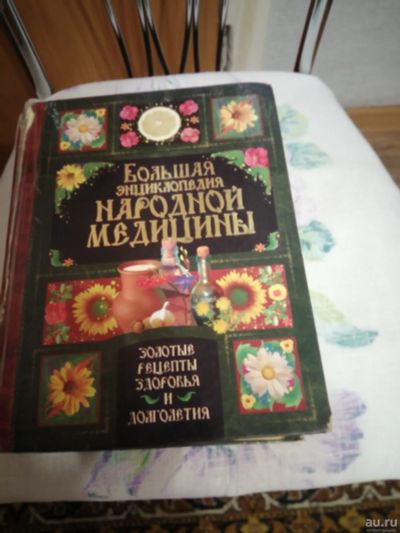 БОЛЬШАЯ
ЭНЦИКЛОПЕДИЯ
НАРОДНОЙ
МЕДИЦИНЫ
ЗОЛОТЫЕ
РЕЦЕПТЫ
ЗДОРОВЬЯ
И
ДОЛГОЛЕТИЯ
au.ru